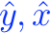 ŷ, x̂